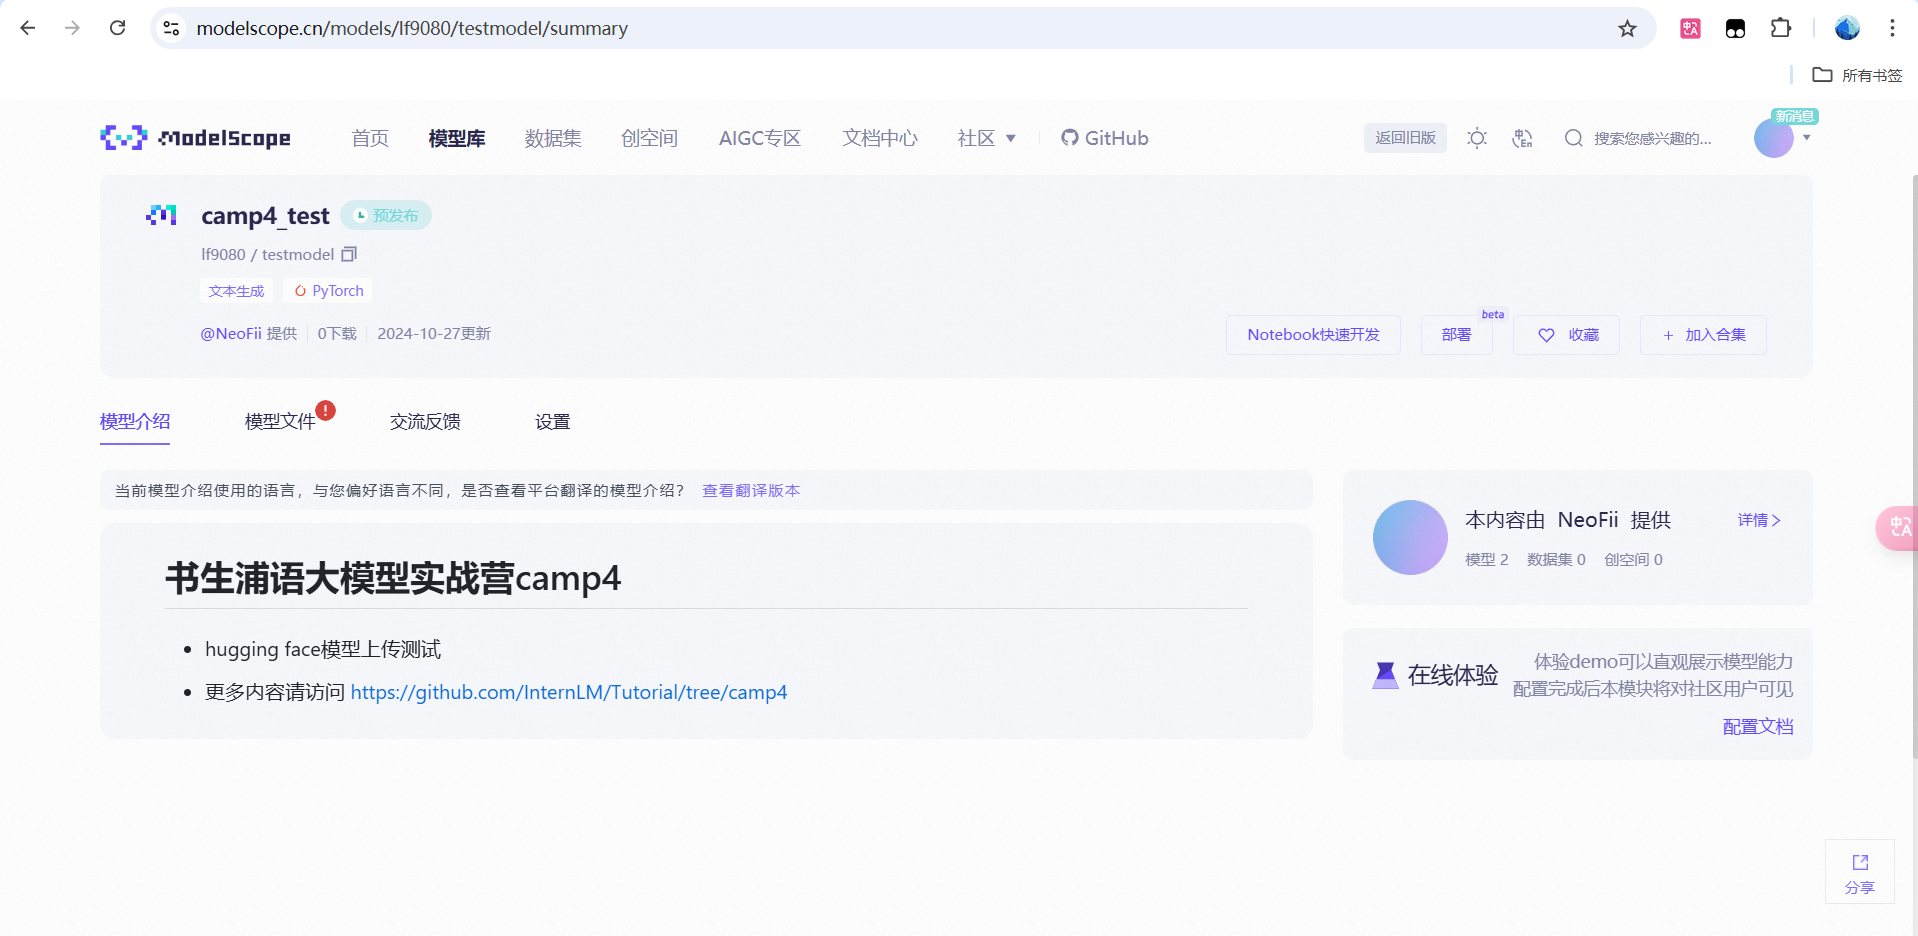 modelscope.cn/models/lf9080/testmodel/summary
所有书签
ModelScope
首页
模型库
数据集
创空间
AIGC专区
文档中心
社区
GitHub
返回旧版
搜索您感兴趣的...
新消息
camp4_test
预发布
lf9080 / testmodel
文本生成
PyTorch
@NeoFii 提供
0下载
2024-10-27更新
Notebook快速开发
部署
beta
收藏
+ 加入合集
模型介绍
模型文件
!
交流反馈
设置
当前模型介绍使用的语言，与您偏好语言不同，是否查看平台翻译的模型介绍？ 查看翻译版本
书生浦语大模型实战营camp4
• hugging face模型上传测试
• 更多内容请访问 https://github.com/InternLM/Tutorial/tree/camp4
本内容由 NeoFii 提供
详情 >
模型 2 数据集 0 创空间 0
在线体验
体验demo可以直观展示模型能力
配置完成后本模块将对社区用户可见
配置文档
分享